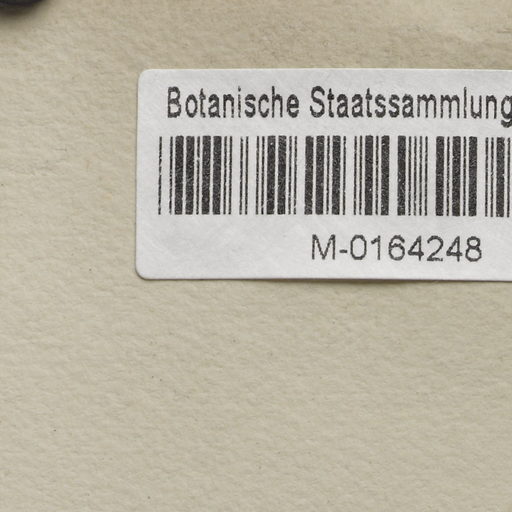 Botanische Staatssammlung
M-0164248